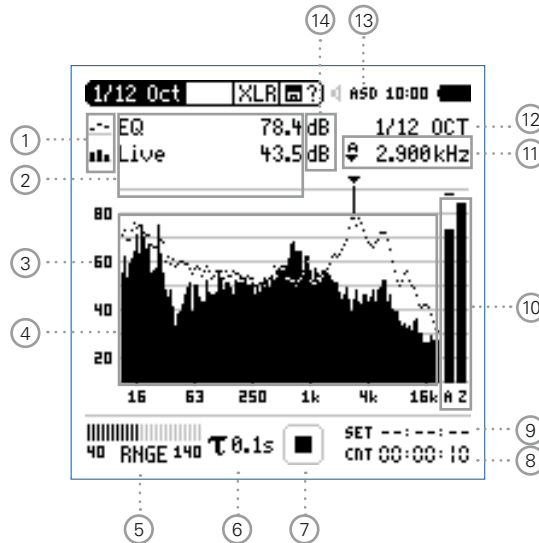 14 13
1/12 Oct XLR ? ASD 10:00
EQ 78.4 dB 1/12 OCT 12
1 Live 43.5 dB A 2.900 kHz 11
2
80
3 60
4 40 10
20
16 63 250 1k 4k 16k A Z
SET --:--:-- 9
40 RNGE 140 τ 0.1s CNT 00:00:10 8
5 6 7